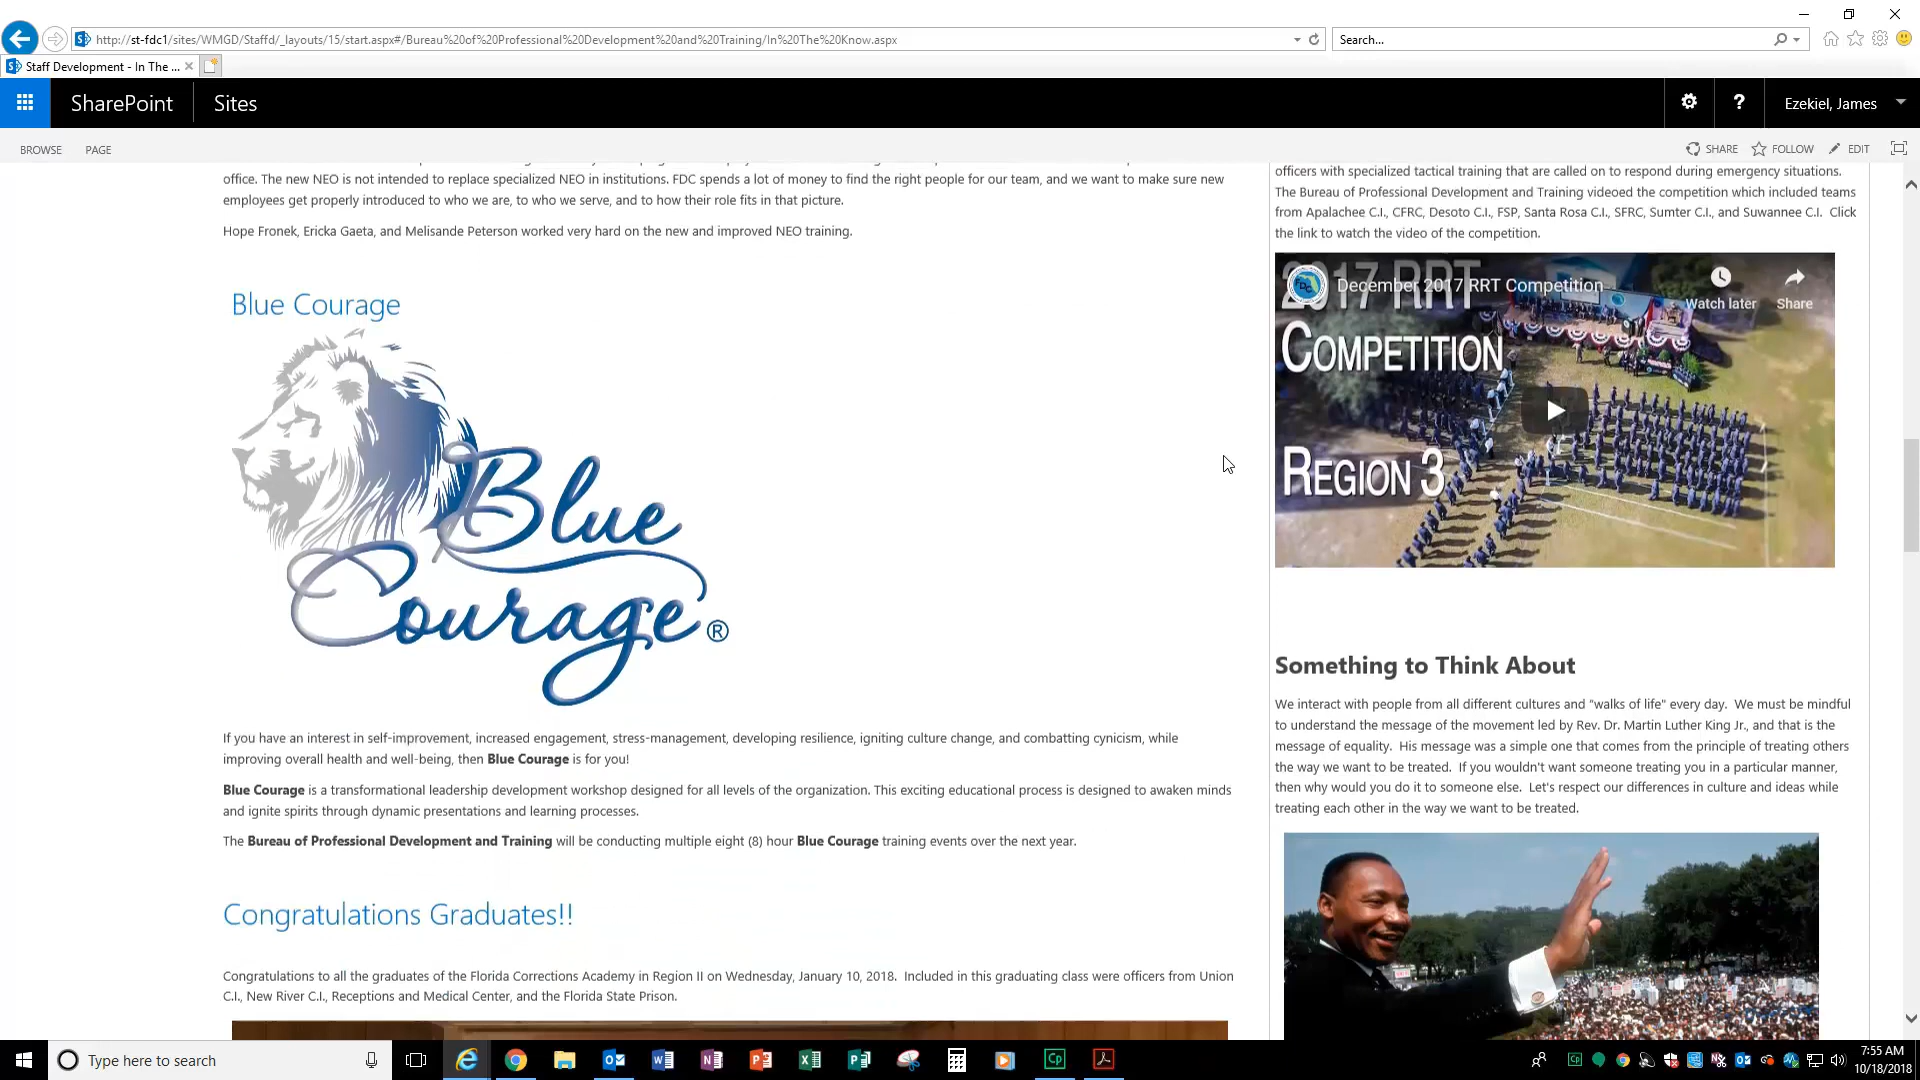 http://st-fdc1/sites/WMGD/Staffd/_layouts/15/start.aspx#/Bureau%20of%20Professional%20Development%20and%20Training/In%20The%20Know.aspx
Search...
Staff Development - In The ...
SharePoint
Sites
?
Ezekiel, James
BROWSE
PAGE
SHARE
FOLLOW
EDIT
office. The new NEO is not intended to replace specialized NEO in institutions. FDC spends a lot of money to find the right people for our team, and we want to make sure new
employees get properly introduced to who we are, to who we serve, and to how their role fits in that picture.
Hope Fronek, Ericka Gaeta, and Melisande Peterson worked very hard on the new and improved NEO training.
Blue Courage
Blue
Courage®
If you have an interest in self-improvement, increased engagement, stress-management, developing resilience, igniting culture change, and combatting cynicism, while
improving overall health and well-being, then Blue Courage is for you!
Blue Courage is a transformational leadership development workshop designed for all levels of the organization. This exciting educational process is designed to awaken minds
and ignite spirits through dynamic presentations and learning processes.
The Bureau of Professional Development and Training will be conducting multiple eight (8) hour Blue Courage training events over the next year.
Congratulations Graduates!!
Congratulations to all the graduates of the Florida Corrections Academy in Region II on Wednesday, January 10, 2018. Included in this graduating class were officers from Union
C.I., New River C.I., Receptions and Medical Center, and the Florida State Prison.
officers with specialized tactical training that are called on to respond during emergency situations.
The Bureau of Professional Development and Training videoed the competition which included teams
from Apalachee C.I., CFRC, Desoto C.I., FSP, Santa Rosa C.I., SFRC, Sumter C.I., and Suwannee C.I. Click
the link to watch the video of the competition.
2017 RRT
December 2017 RRT Competition
Watch later
Share
COMPETITION
REGION 3
Something to Think About
We interact with people from all different cultures and "walks of life" every day. We must be mindful
to understand the message of the movement led by Rev. Dr. Martin Luther King Jr., and that is the
message of equality. His message was a simple one that comes from the principle of treating others
the way we want to be treated. If you wouldn't want someone treating you in a particular manner,
then why would you do it to someone else. Let's respect our differences in culture and ideas while
treating each other in the way we want to be treated.
Type here to search
7:55 AM
10/18/2018